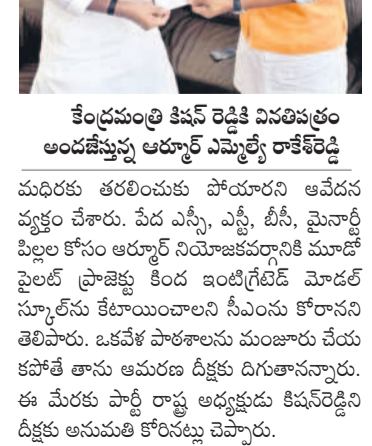 కేంద్రమంత్రి కిషన్ రెడ్డికి వినతిపత్రం
అందజేస్తున్న ఆర్మూర్ ఎమ్మెల్యే రాకేశ్‌రెడ్డి
మధిరకు తరలించుకు పోయారని ఆవేదన
వ్యక్తం చేశారు. పేద ఎస్సీ, ఎస్టీ, బీసీ, మైనార్టీ
పిల్లల కోసం ఆర్మూర్ నియోజకవర్గానికి మూడో
పైలట్ ప్రాజెక్టు కింద ఇంటిగ్రేటెడ్ మోడల్
స్కూల్‌ను కేటాయించాలని సీఎంను కోరానని
తెలిపారు. ఒకవేళ పాఠశాలను మంజూరు చేయ
కపోతే తాను ఆమరణ దీక్షకు దిగుతానన్నారు.
ఈ మేరకు పార్టీ రాష్ట్ర అధ్యక్షుడు కిషన్‌రెడ్డిని
దీక్షకు అనుమతి కోరినట్లు చెప్పారు.